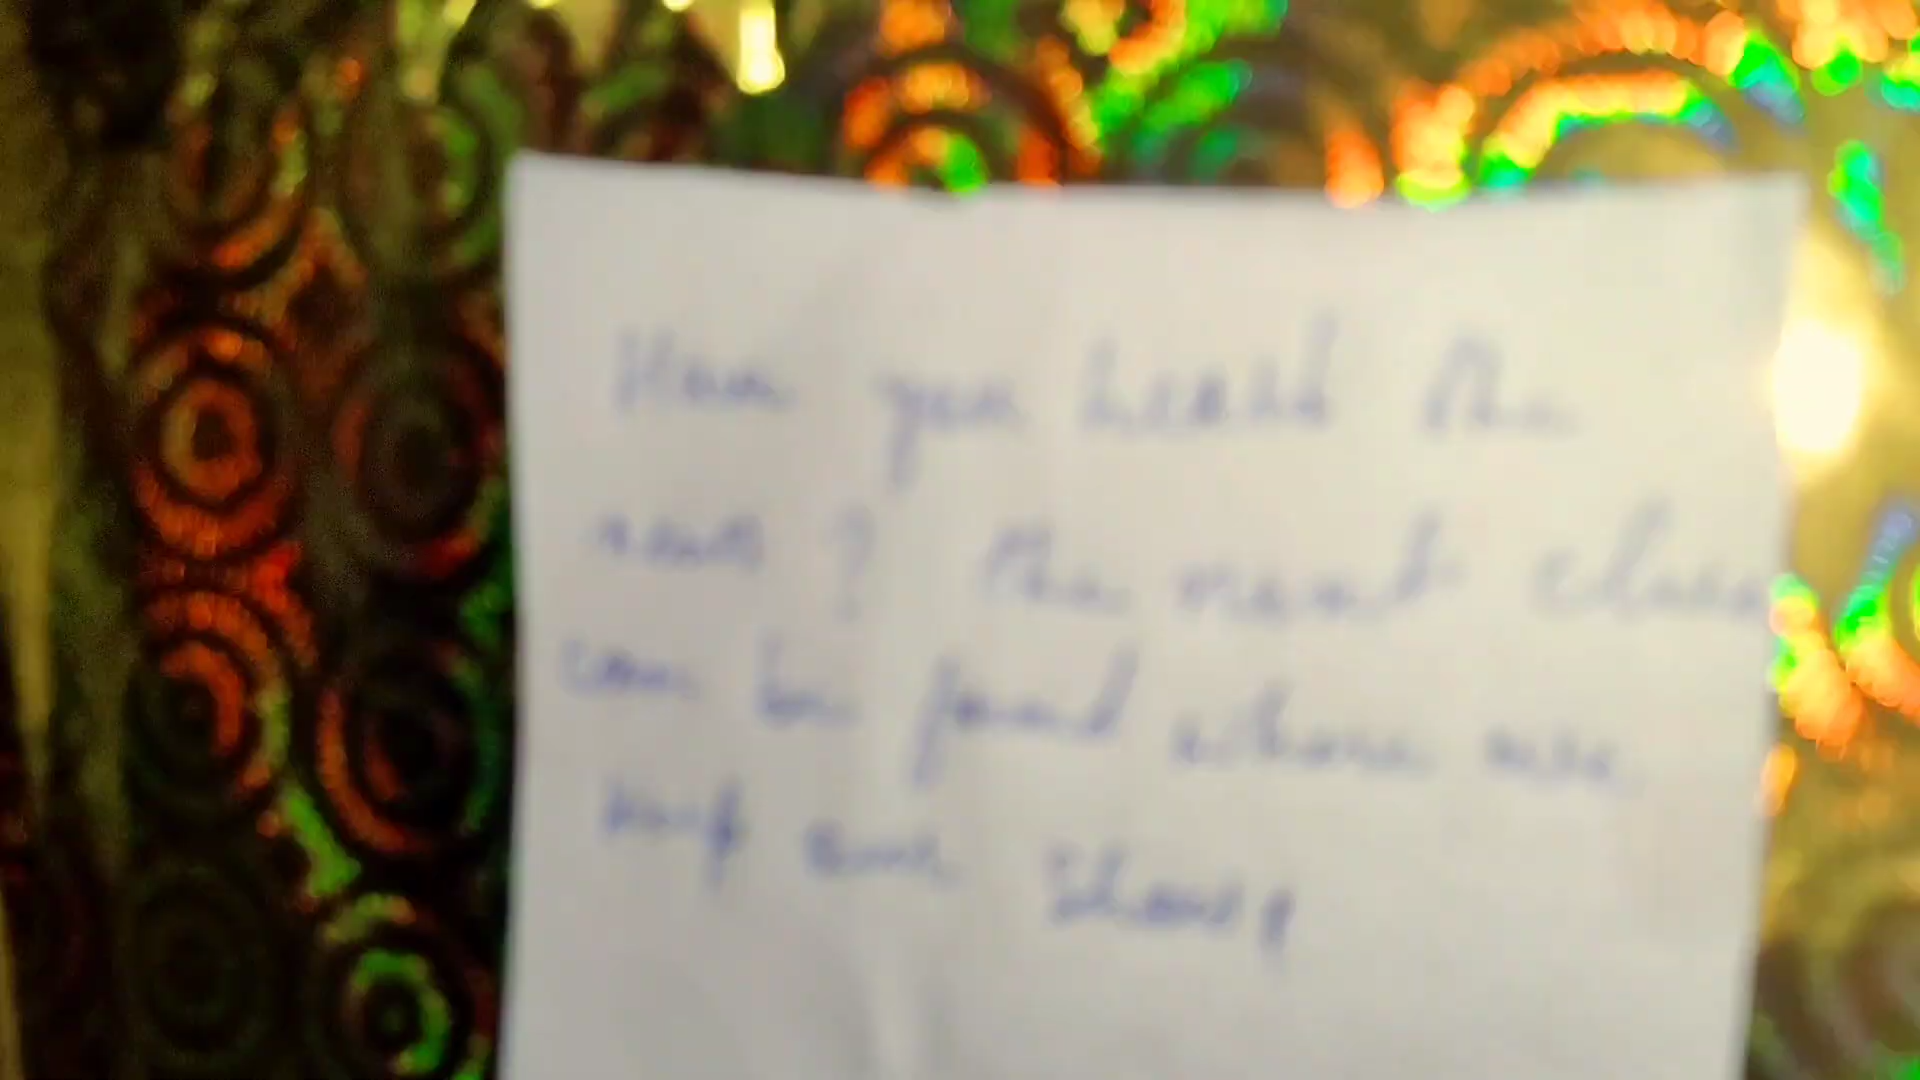 Have you heard the
news? The next clue
can be found where we
keep our shoes